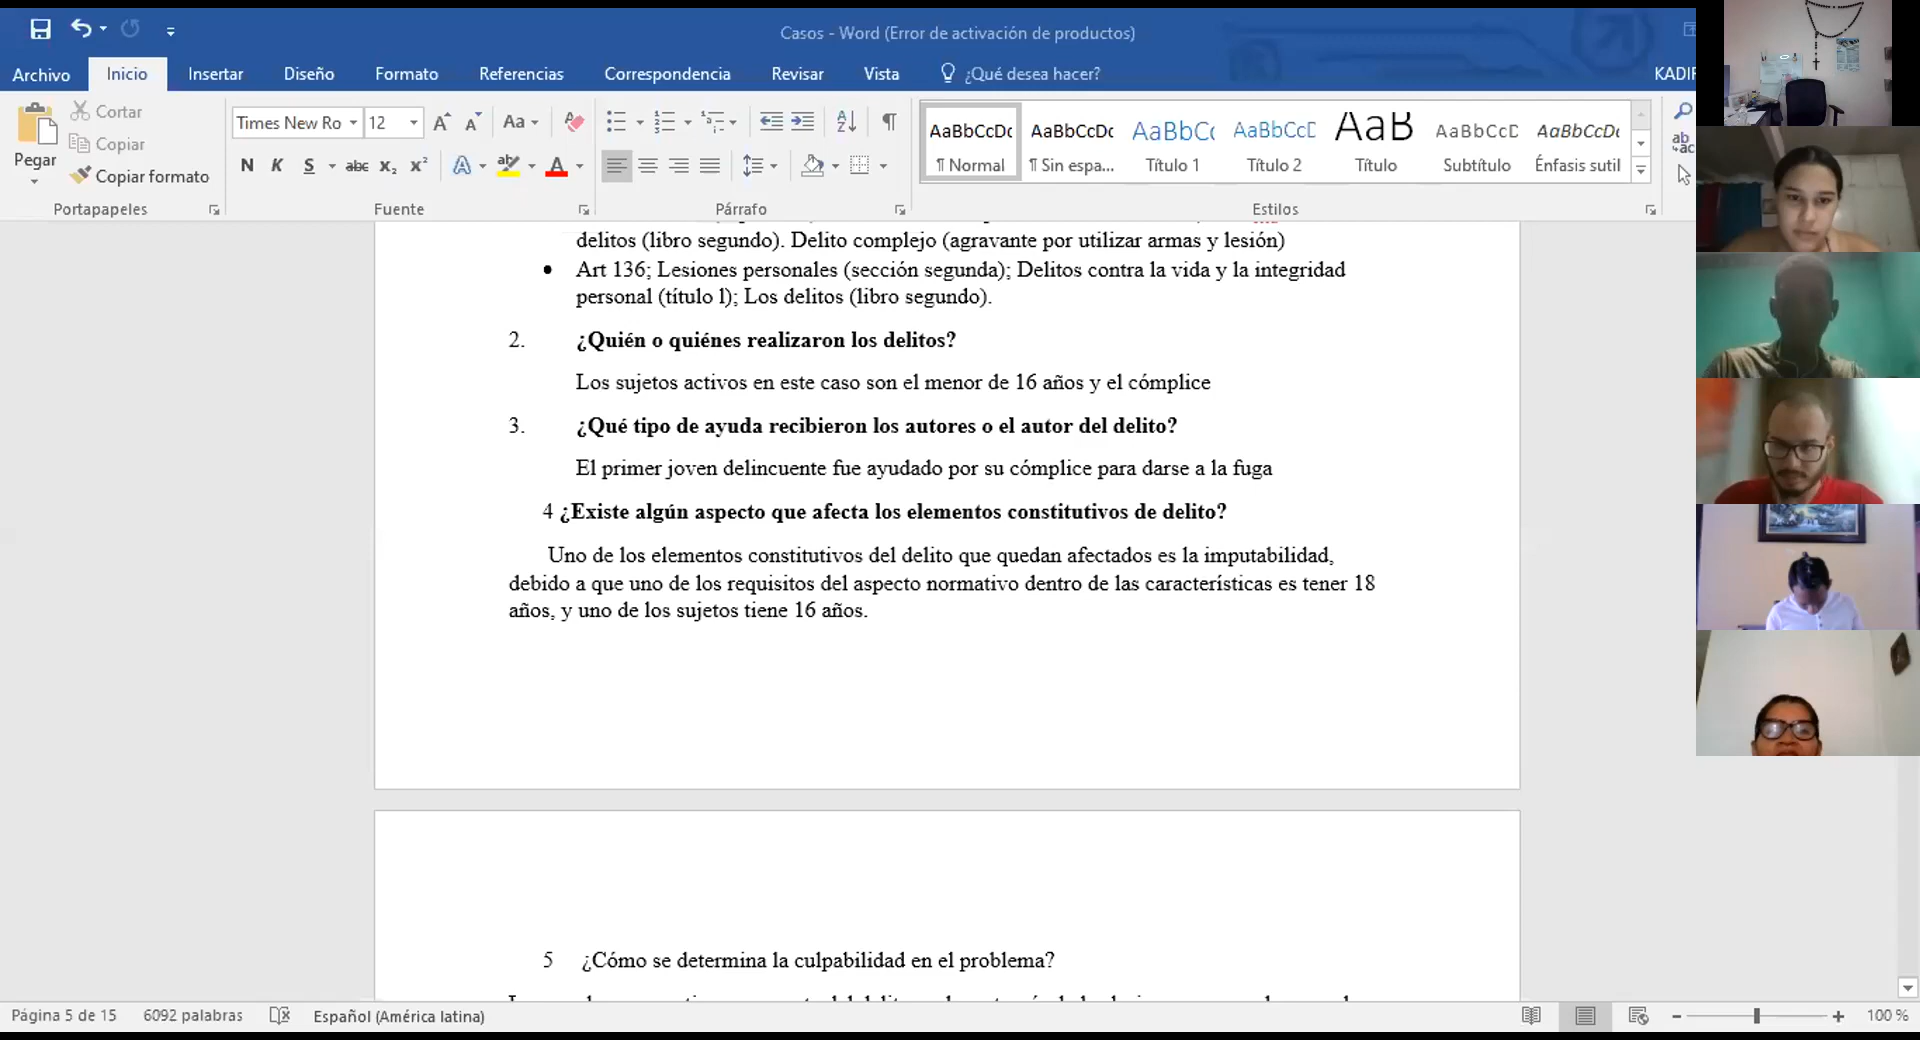 Casos - Word (Error de activación de productos)
Archivo Inicio Insertar Diseño Formato Referencias Correspondencia Revisar Vista ¿Qué desea hacer?
Cortar
Copiar
Copiar formato
Pegar
Portapapeles
Times New Ro 12
Aa
N K S abc x₂ x² A ab A
Fuente
Párrafo
AaBbCcDc AaBbCcDc AaBbC AaBbCcD AaB AaBbCcD AaBbCcDc
¶ Normal ¶ Sin espa... Título 1 Título 2 Título Subtítulo Énfasis sutil
Estilos
delitos (libro segundo). Delito complejo (agravante por utilizar armas y lesión)
• Art 136; Lesiones personales (sección segunda); Delitos contra la vida y la integridad
personal (título l); Los delitos (libro segundo).
2. ¿Quién o quiénes realizaron los delitos?
Los sujetos activos en este caso son el menor de 16 años y el cómplice
3. ¿Qué tipo de ayuda recibieron los autores o el autor del delito?
El primer joven delincuente fue ayudado por su cómplice para darse a la fuga
4 ¿Existe algún aspecto que afecta los elementos constitutivos de delito?
Uno de los elementos constitutivos del delito que quedan afectados es la imputabilidad,
debido a que uno de los requisitos del aspecto normativo dentro de las características es tener 18
años, y uno de los sujetos tiene 16 años.
5 ¿Cómo se determina la culpabilidad en el problema?
Página 5 de 15 6092 palabras Español (América latina) 100 %